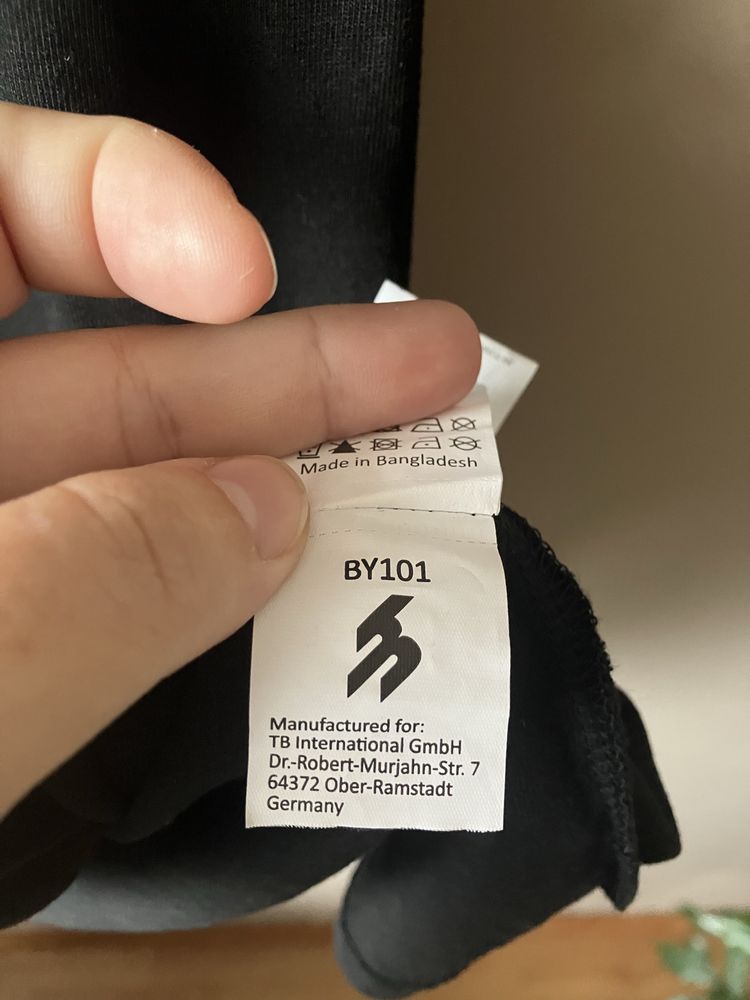 Made in Bangladesh
BY101
Manufactured for:
TB International GmbH
Dr.-Robert-Murjahn-Str. 7
64372 Ober-Ramstadt
Germany